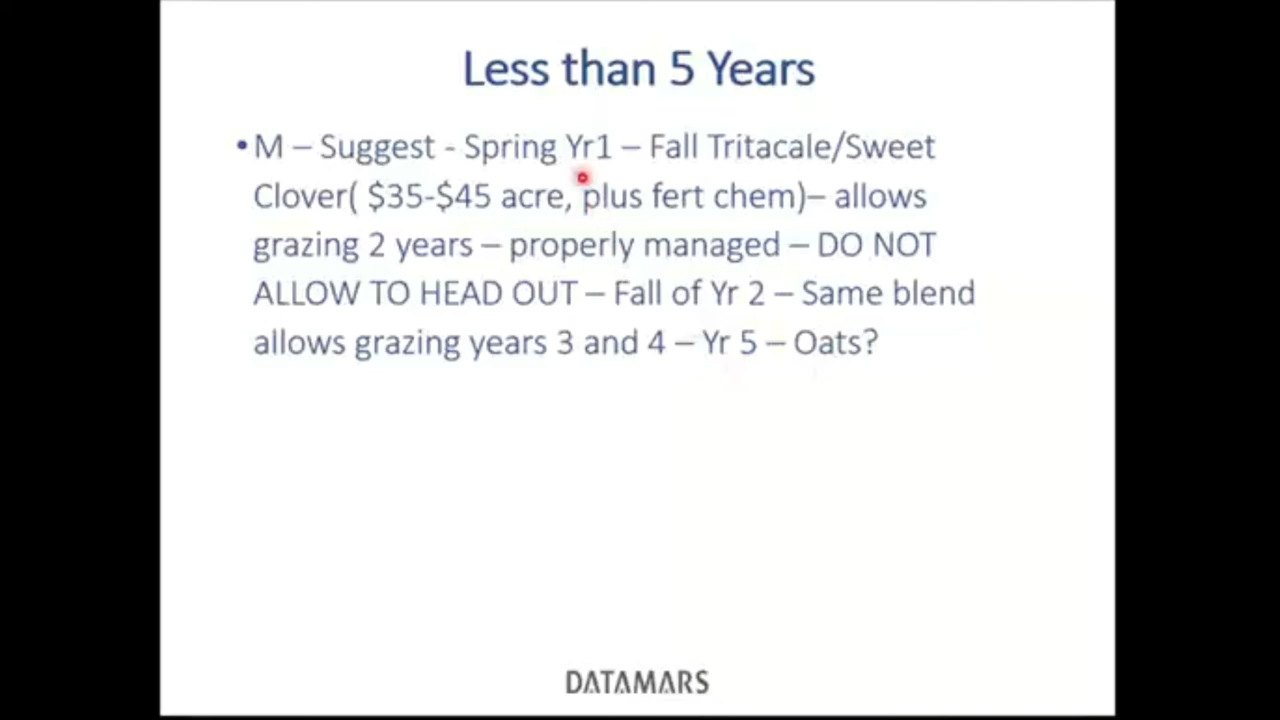 Less than 5 Years
• M – Suggest - Spring Yr1 – Fall Tritacale/Sweet
Clover( $35-$45 acre, plus fert chem)– allows
grazing 2 years – properly managed – DO NOT
ALLOW TO HEAD OUT – Fall of Yr 2 – Same blend
allows grazing years 3 and 4 – Yr 5 – Oats?
DATAMARS